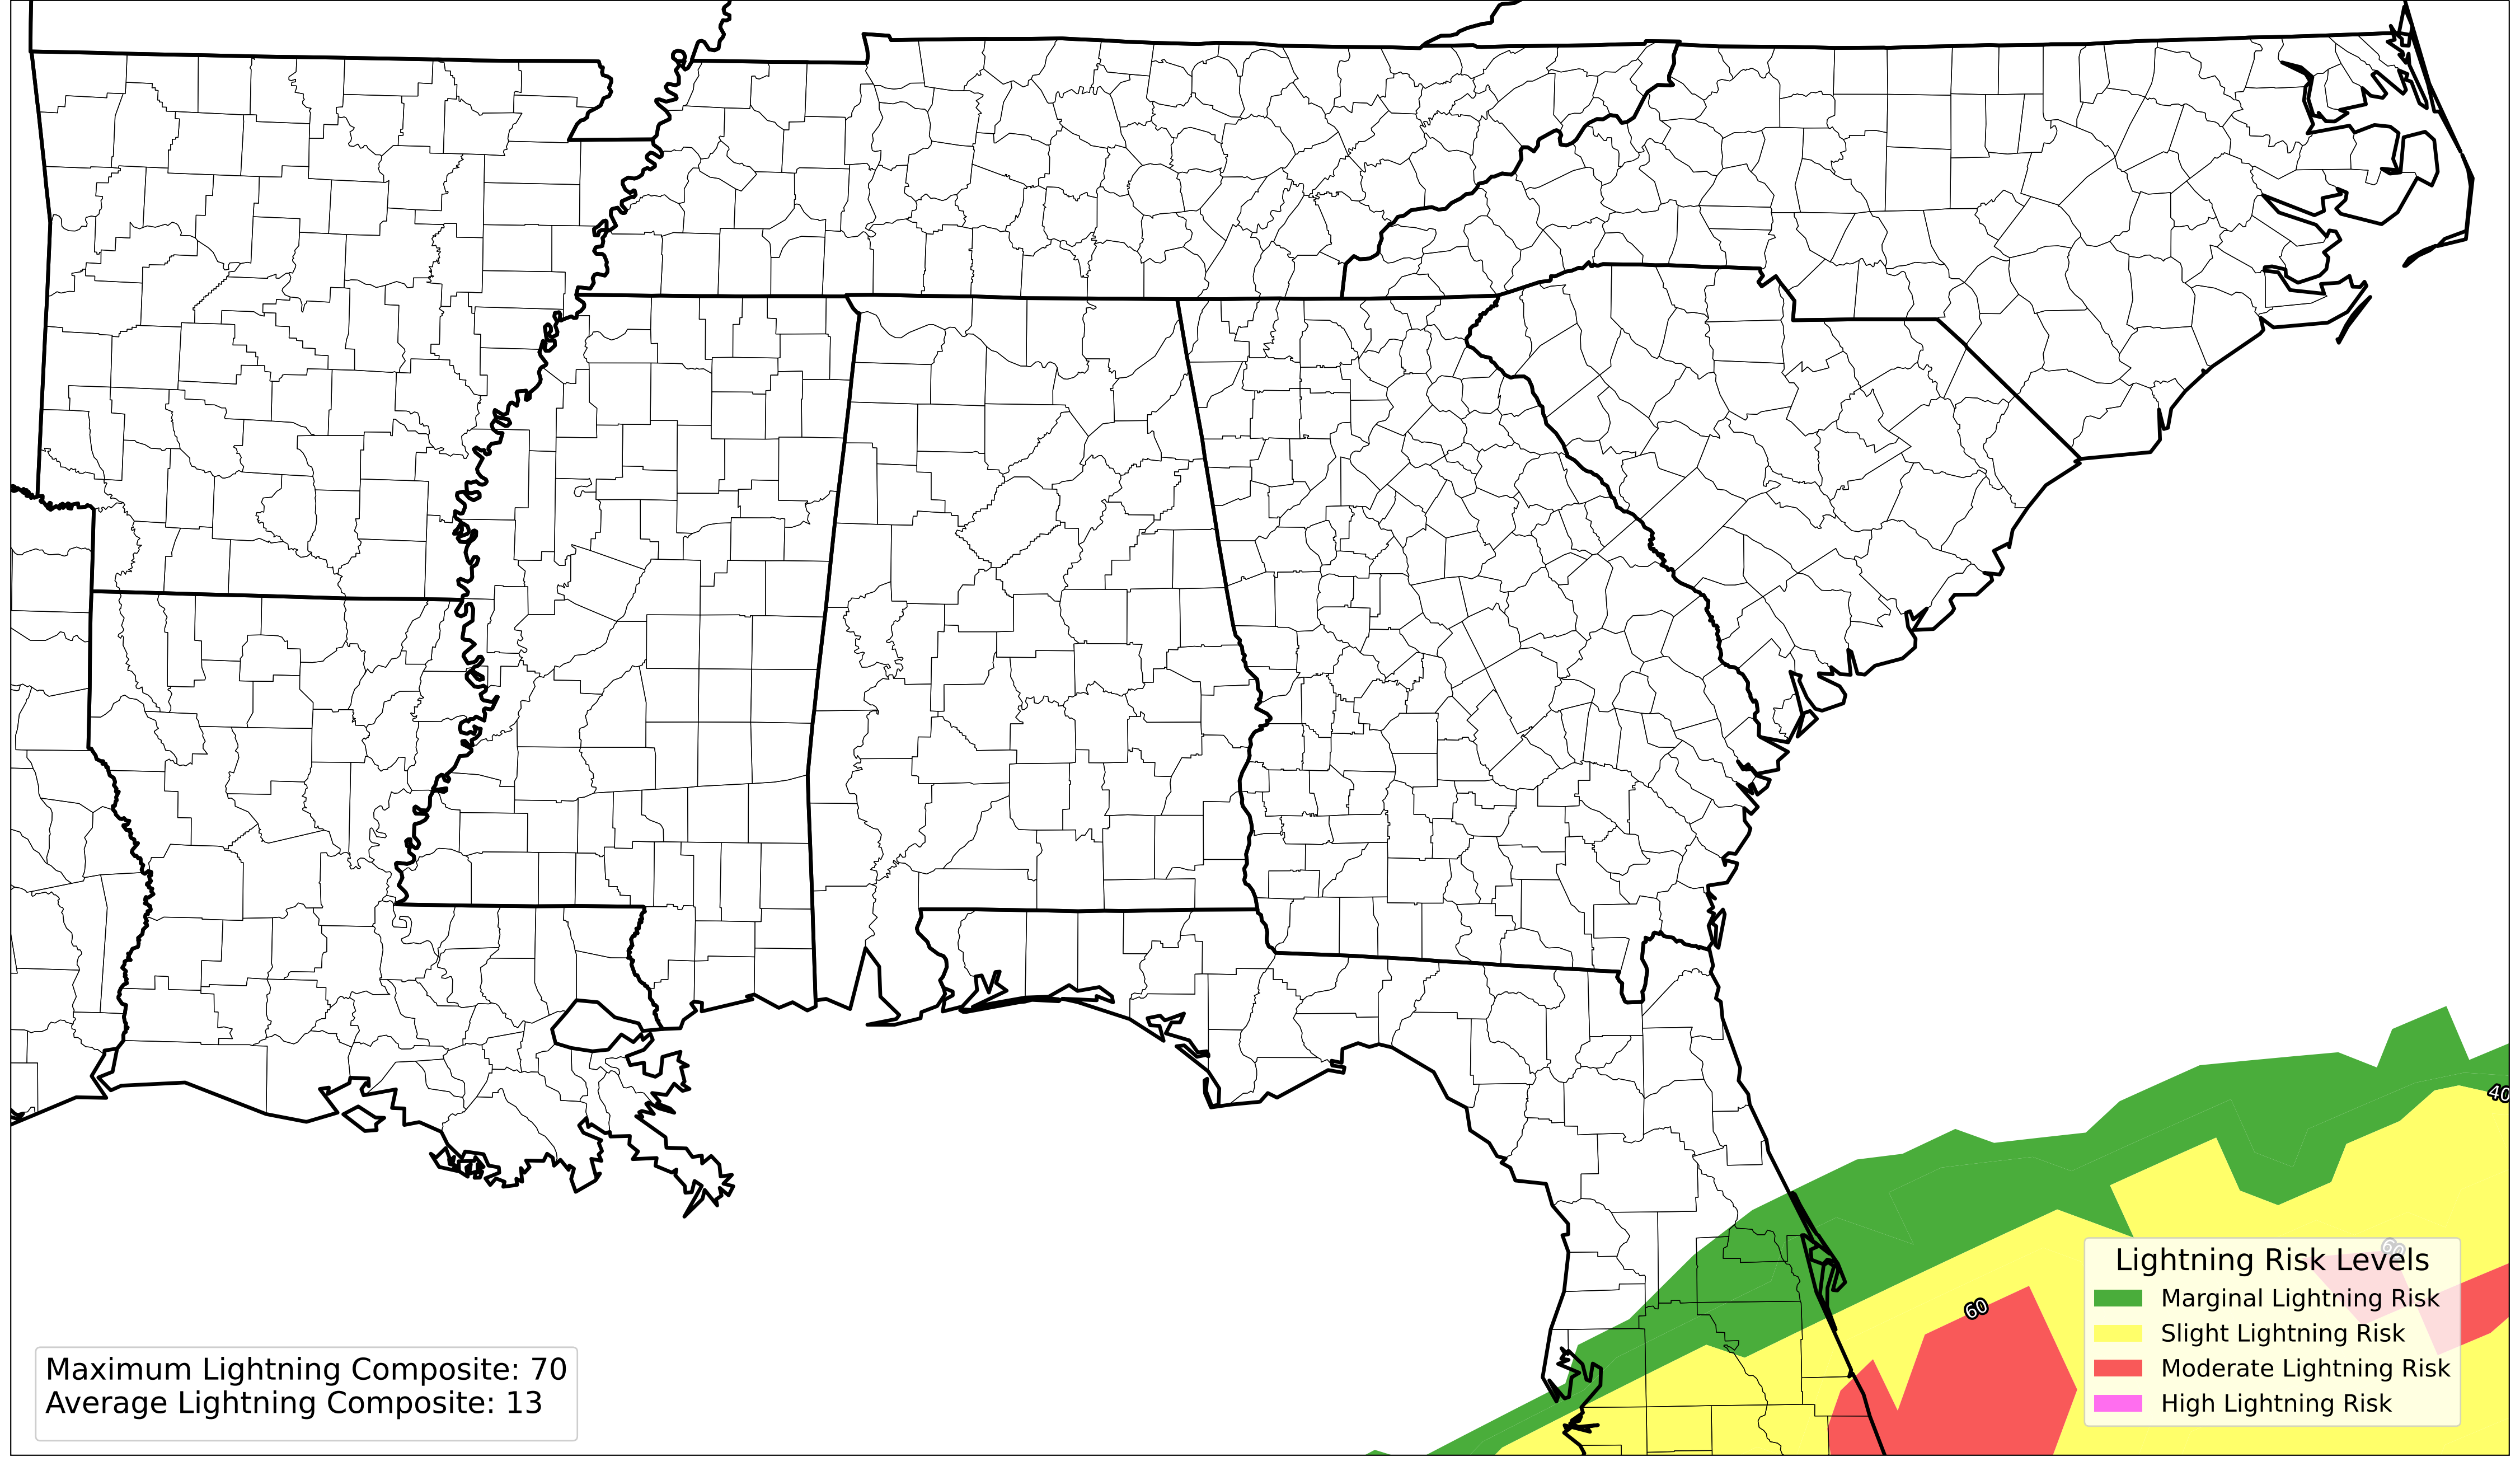 40
60
60
Lightning Risk Levels
Marginal Lightning Risk
Slight Lightning Risk
Moderate Lightning Risk
High Lightning Risk
Maximum Lightning Composite: 70
Average Lightning Composite: 13